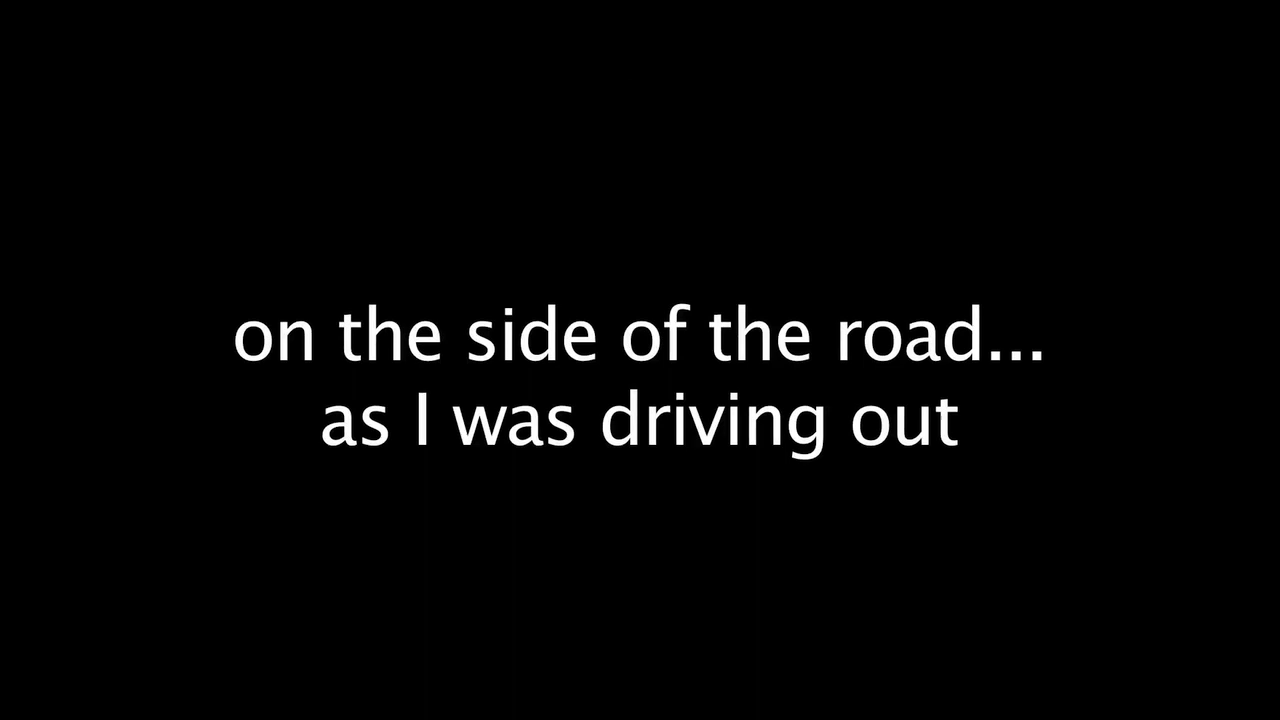 on the side of the road...
as I was driving out